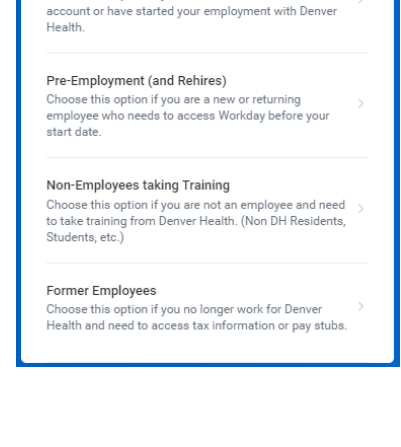 account or have started your employment with Denver
Health.
Pre-Employment (and Rehires)
Choose this option if you are a new or returning
employee who needs to access Workday before your
start date.
Non-Employees taking Training
Choose this option if you are not an employee and need
to take training from Denver Health. (Non DH Residents,
Students, etc.)
Former Employees
Choose this option if you no longer work for Denver
Health and need to access tax information or pay stubs.